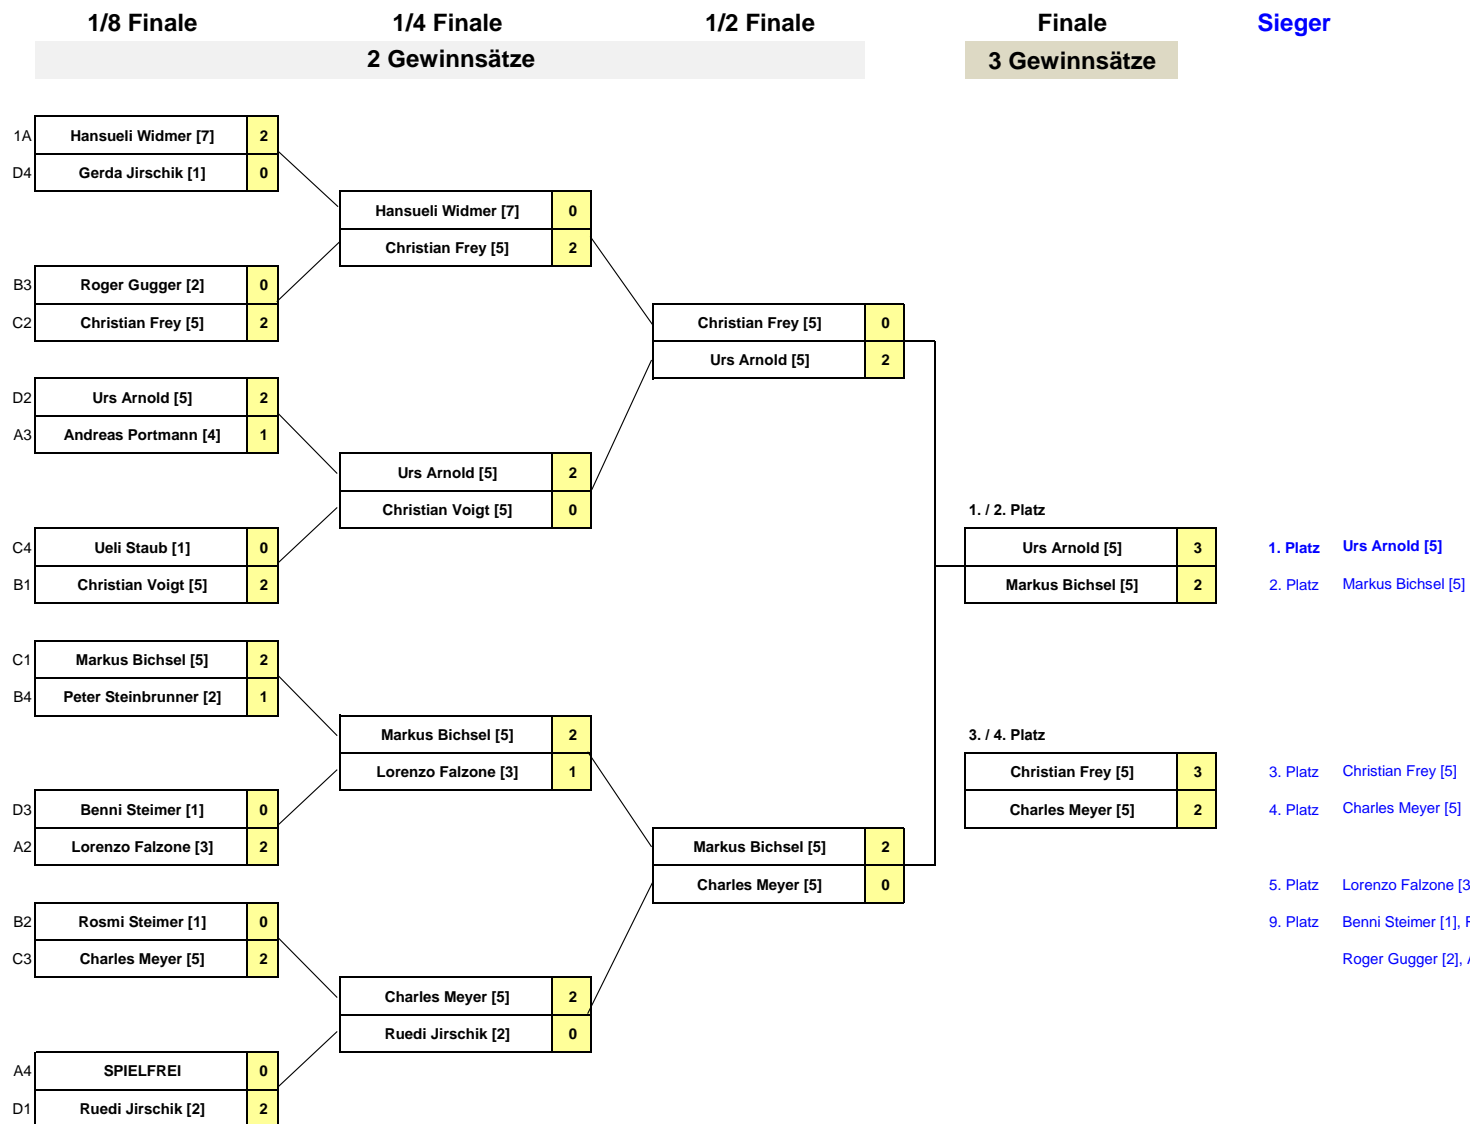 1/8 Finale 1/4 Finale 1/2 Finale Finale Sieger
2 Gewinnsätze 3 Gewinnsätze
1A Hansueli Widmer [7] 2
D4 Gerda Jirschik [1] 0
Hansueli Widmer [7] 0
Christian Frey [5] 2
B3 Roger Gugger [2] 0
C2 Christian Frey [5] 2
Christian Frey [5] 0
Urs Arnold [5] 2
D2 Urs Arnold [5] 2
A3 Andreas Portmann [4] 1
Urs Arnold [5] 2
Christian Voigt [5] 0
1. / 2. Platz
C4 Ueli Staub [1] 0
Urs Arnold [5] 3
1. Platz Urs Arnold [5]
B1 Christian Voigt [5] 2
Markus Bichsel [5] 2
2. Platz Markus Bichsel [5]
C1 Markus Bichsel [5] 2
B4 Peter Steinbrunner [2] 1
Markus Bichsel [5] 2
3. / 4. Platz
Lorenzo Falzone [3] 1
Christian Frey [5] 3
3. Platz Christian Frey [5]
D3 Benni Steimer [1] 0
Charles Meyer [5] 2
4. Platz Charles Meyer [5]
A2 Lorenzo Falzone [3] 2
Markus Bichsel [5] 2
Charles Meyer [5] 0
5. Platz Lorenzo Falzone [3
B2 Rosmi Steimer [1] 0
9. Platz Benni Steimer [1],
C3 Charles Meyer [5] 2
Roger Gugger [2],
Charles Meyer [5] 2
Ruedi Jirschik [2] 0
A4 SPIELFREI 0
D1 Ruedi Jirschik [2] 2